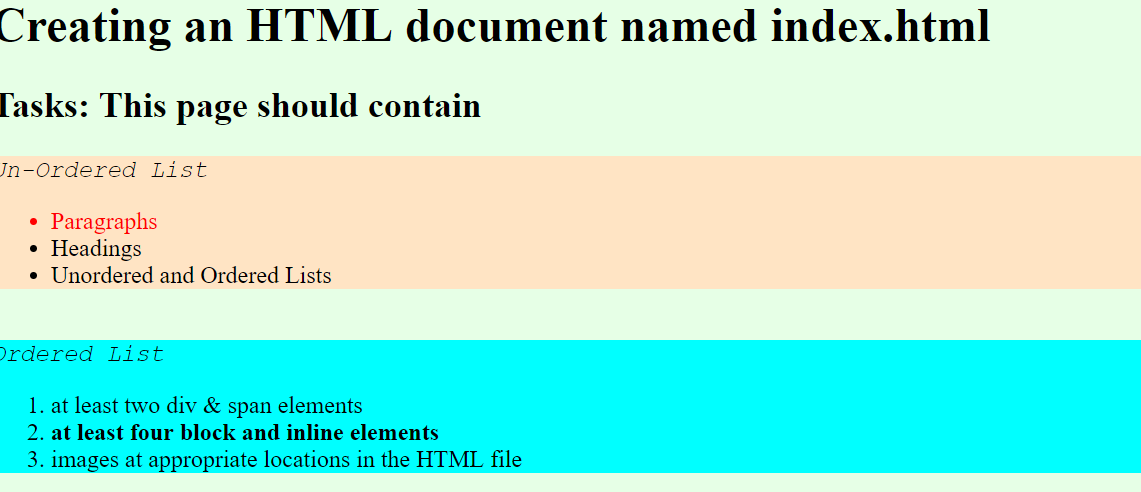 Creating an HTML document named index.html
Tasks: This page should contain
Un-Ordered List
Paragraphs
Headings
Unordered and Ordered Lists
Ordered List
1. at least two div & span elements
2. at least four block and inline elements
3. images at appropriate locations in the HTML file